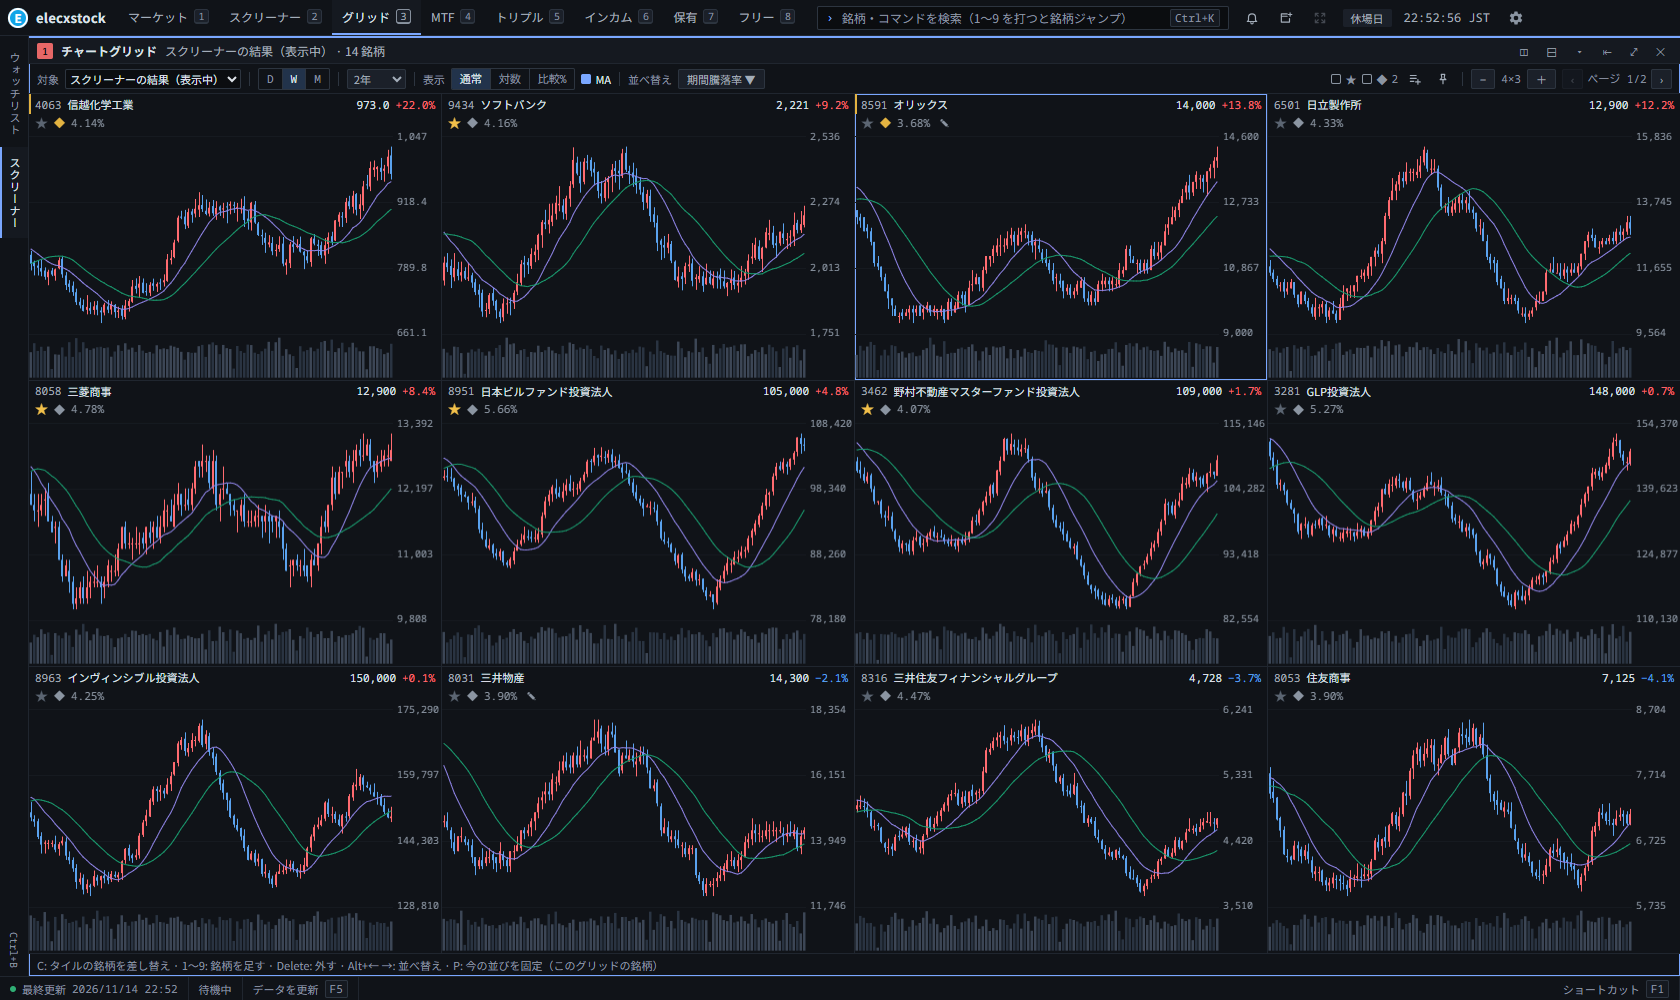 elecxstock マーケット 1 スクリーナー 2 グリッド 3 MTF 4 トリプル 5 インカム 6 保有 7 フリー 8 › 銘柄・コマンドを検索（1〜9 を打つと銘柄ジャンプ） Ctrl+K 休場日 22:52:56 JST
ウォッチリスト
スクリーナー
Ctrl+B
1 チャートグリッド スクリーナーの結果（表示中）・14 銘柄
対象 スクリーナーの結果（表示中） D W M 2年 表示 通常 対数 比較% MA 並べ替え 期間騰落率 ▼ ★ ◆ 2 − 4×3 + ‹ ページ 1/2 ›
4063 信越化学工業 973.0 +22.0%
★ ◆ 4.14%
1,047
918.4
789.8
661.1
9434 ソフトバンク 2,221 +9.2%
★ ◆ 4.16%
2,536
2,274
2,013
1,751
8591 オリックス 14,000 +13.8%
★ ◆ 3.68%
14,600
12,733
10,867
9,000
6501 日立製作所 12,900 +12.2%
★ ◆ 4.33%
15,836
13,745
11,655
9,564
8058 三菱商事 12,900 +8.4%
★ ◆ 4.78%
13,392
12,197
11,003
9,808
8951 日本ビルファンド投資法人 105,000 +4.8%
★ ◆ 5.66%
108,420
98,340
88,260
78,180
3462 野村不動産マスターファンド投資法人 109,000 +1.7%
★ ◆ 4.07%
115,146
104,282
93,418
82,554
3281 GLP投資法人 148,000 +0.7%
★ ◆ 5.27%
154,370
139,623
124,877
110,130
8963 インヴィンシブル投資法人 150,000 +0.1%
★ ◆ 4.25%
175,290
159,797
144,303
128,810
8031 三井物産 14,300 −2.1%
★ ◆ 3.90%
18,354
16,151
13,949
11,746
8316 三井住友フィナンシャルグループ 4,728 −3.7%
★ ◆ 4.47%
6,241
5,331
4,420
3,510
8053 住友商事 7,125 −4.1%
★ ◆ 3.90%
8,704
7,714
6,725
5,735
C: タイルの銘柄を差し替え・1〜9: 銘柄を足す・Delete: 外す・Alt+← →: 並べ替え・P: 今の並びを固定（このグリッドの銘柄）
最終更新 2026/11/14 22:52 待機中 データを更新 F5 ショートカット F1